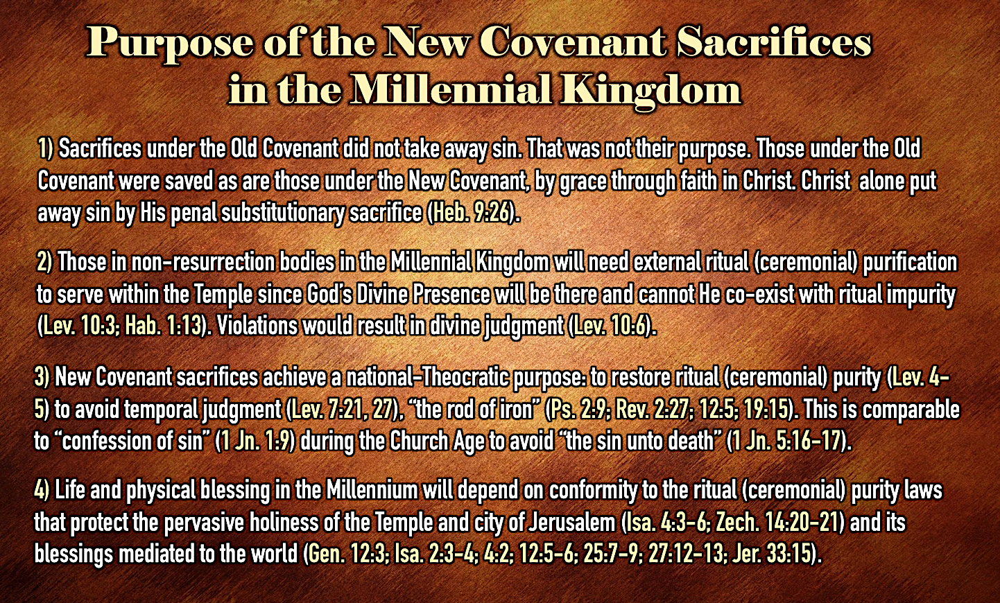 Purpose of the New Covenant Sacrifices
in the Millennial Kingdom
1) Sacrifices under the Old Covenant did not take away sin. That was not their purpose. Those under the Old
Covenant were saved as are those under the New Covenant, by grace through faith in Christ. Christ alone put
away sin by His penal substitutionary sacrifice (Heb. 9:26).
2) Those in non-resurrection bodies in the Millennial Kingdom will need external ritual (ceremonial) purification
to serve within the Temple since God's Divine Presence will be there and cannot He co-exist with ritual impurity
(Lev. 10:3; Hab. 1:13). Violations would result in divine judgment (Lev. 10:6).
3) New Covenant sacrifices achieve a national-Theocratic purpose: to restore ritual (ceremonial) purity (Lev. 4-
5) to avoid temporal judgment (Lev. 7:21, 27), “the rod of iron” (Ps. 2:9; Rev. 2:27; 12:5; 19:15). This is comparable
to “confession of sin” (1 Jn. 1:9) during the Church Age to avoid “the sin unto death” (1 Jn. 5:16-17).
4) Life and physical blessing in the Millennium will depend on conformity to the ritual (ceremonial) purity laws
that protect the pervasive holiness of the Temple and city of Jerusalem (Isa. 4:3-6; Zech. 14:20-21) and its
blessings mediated to the world (Gen. 12:3; Isa. 2:3-4; 4:2; 12:5-6; 25:7-9; 27:12-13; Jer. 33:15).